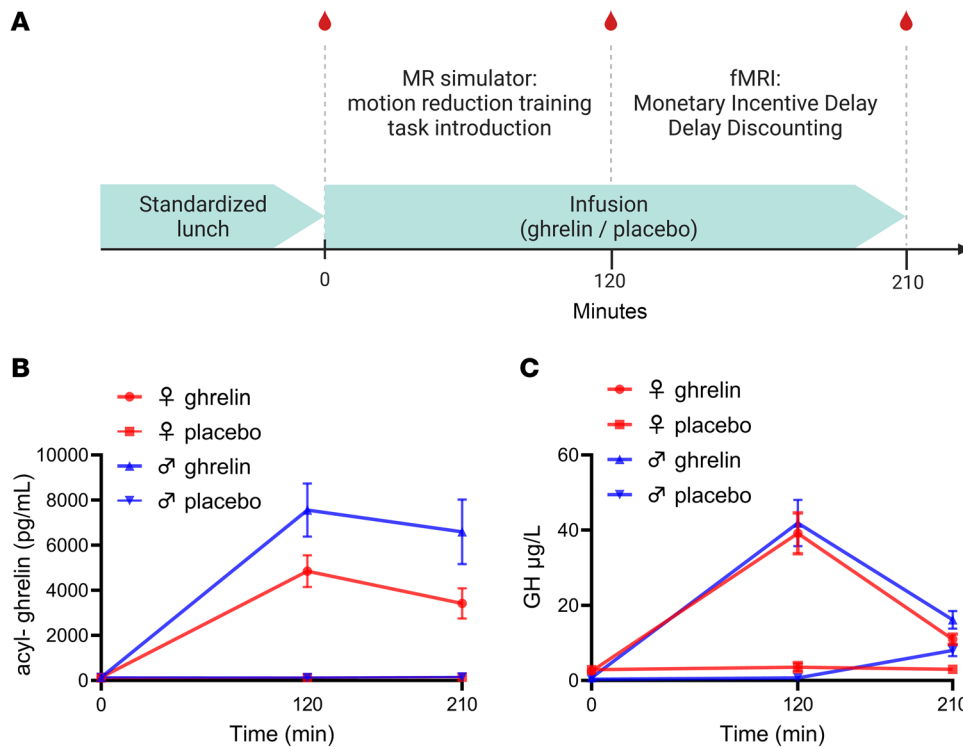 A
MR simulator:
motion reduction training
task introduction
fMRI:
Monetary Incentive Delay
Delay Discounting
Standardized
lunch
Infusion
(ghrelin / placebo)
0
120
210
Minutes
B
♀ ghrelin
♀ placebo
♂ ghrelin
♂ placebo
acyl- ghrelin (pg/mL)
10000
8000
6000
4000
2000
0
0
120
210
Time (min)
C
♀ ghrelin
♀ placebo
♂ ghrelin
♂ placebo
GH µg/L
60
40
20
0
0
120
210
Time (min)